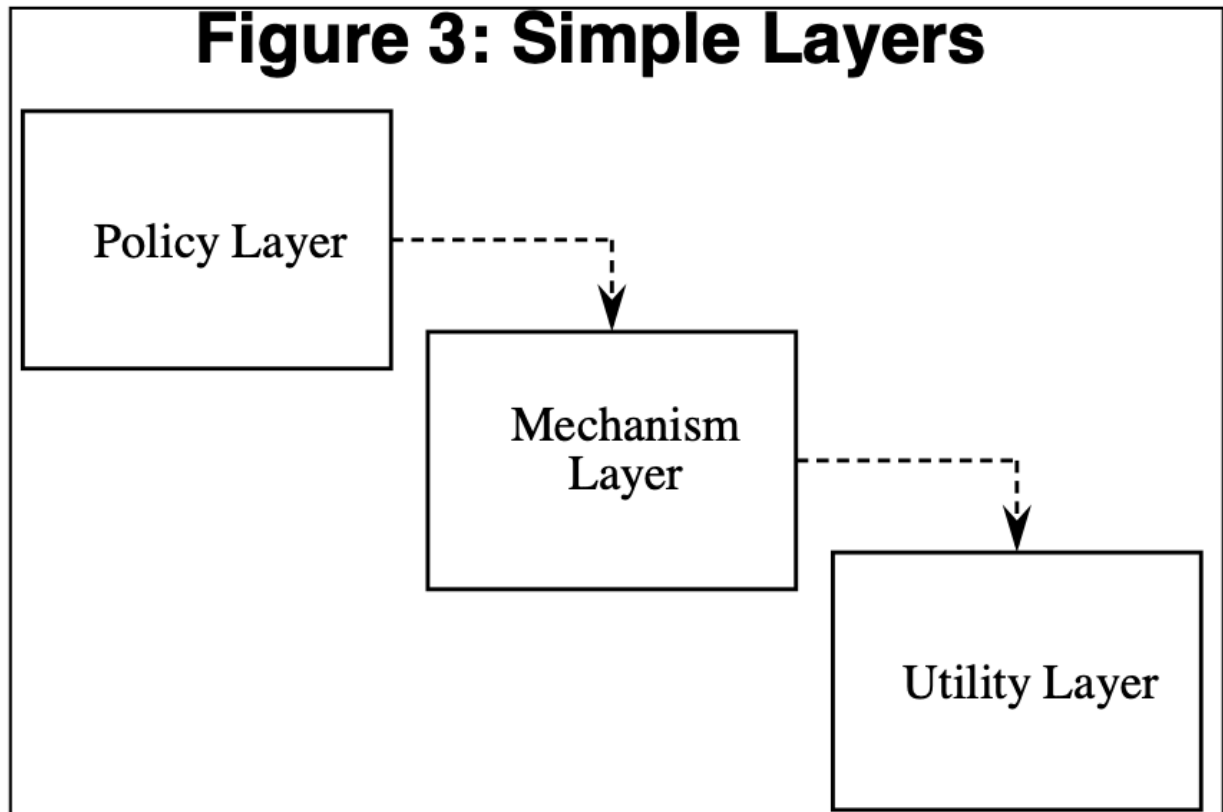 Figure 3: Simple Layers
Policy Layer
Mechanism
Layer
Utility Layer